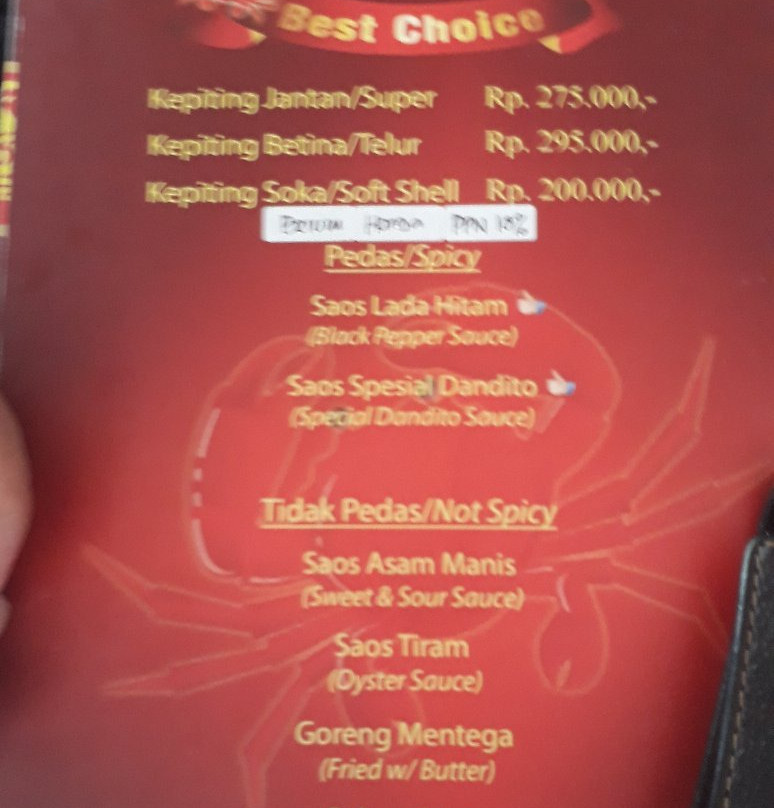 Best Choice
Kepiting Jantan/Super Rp. 275.000,-
Kepiting Betina/Telur Rp. 295.000,-
Kepiting Soka/Soft Shell Rp. 200.000,-
PPN 10%
Pedas/Spicy
Saos Lada Hitam
(Black Pepper Sauce)
Saos Spesial Dandito
(Special Dandito Sauce)
Tidak Pedas/Not Spicy
Saos Asam Manis
(Sweet & Sour Sauce)
Saos Tiram
(Oyster Sauce)
Goreng Mentega
(Fried w/ Butter)